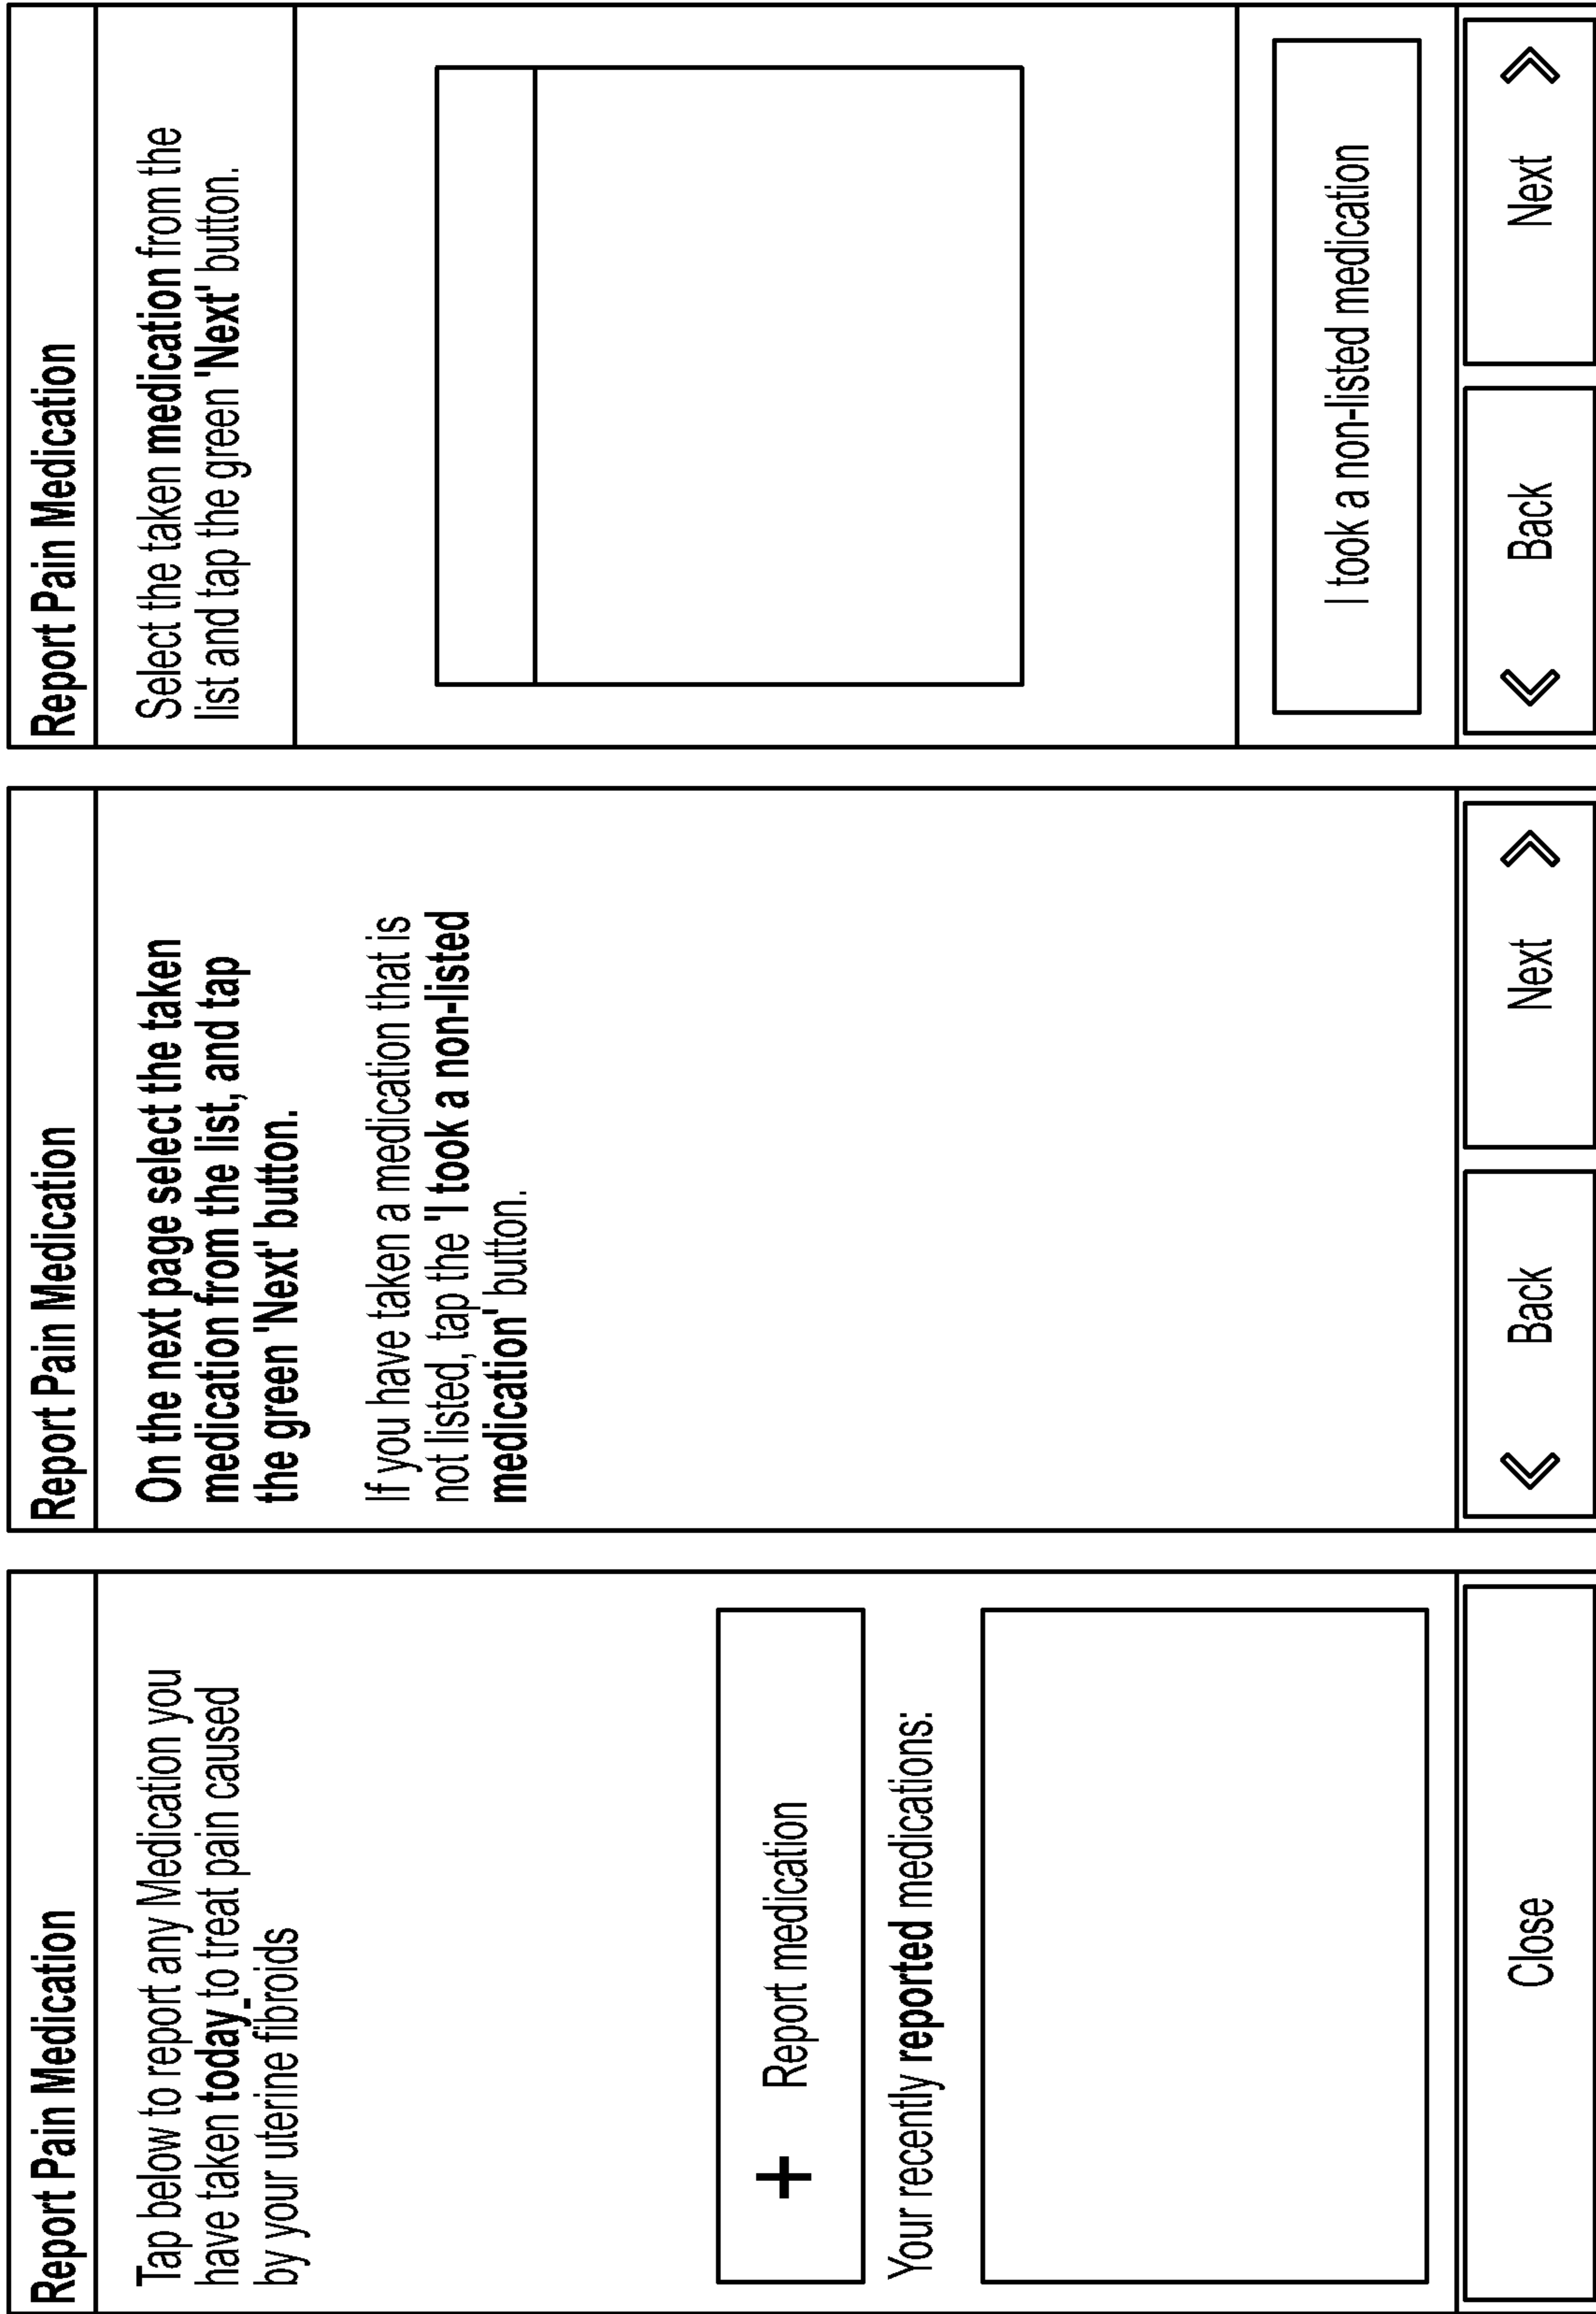 Report Pain Medication
Tap below to report any Medication you
have taken today to treat pain caused
by your uterine fibroids
+ Report medication
Your recently reported medications:
Close
Report Pain Medication
On the next page select the taken
medication from the list, and tap
the green 'Next' button.
If you have taken a medication that is
not listed, tap the 'I took a non-listed
medication' button.
Back
Next
Report Pain Medication
Select the taken medication from the
list and tap the green 'Next' button.
I took a non-listed medication
Back
Next